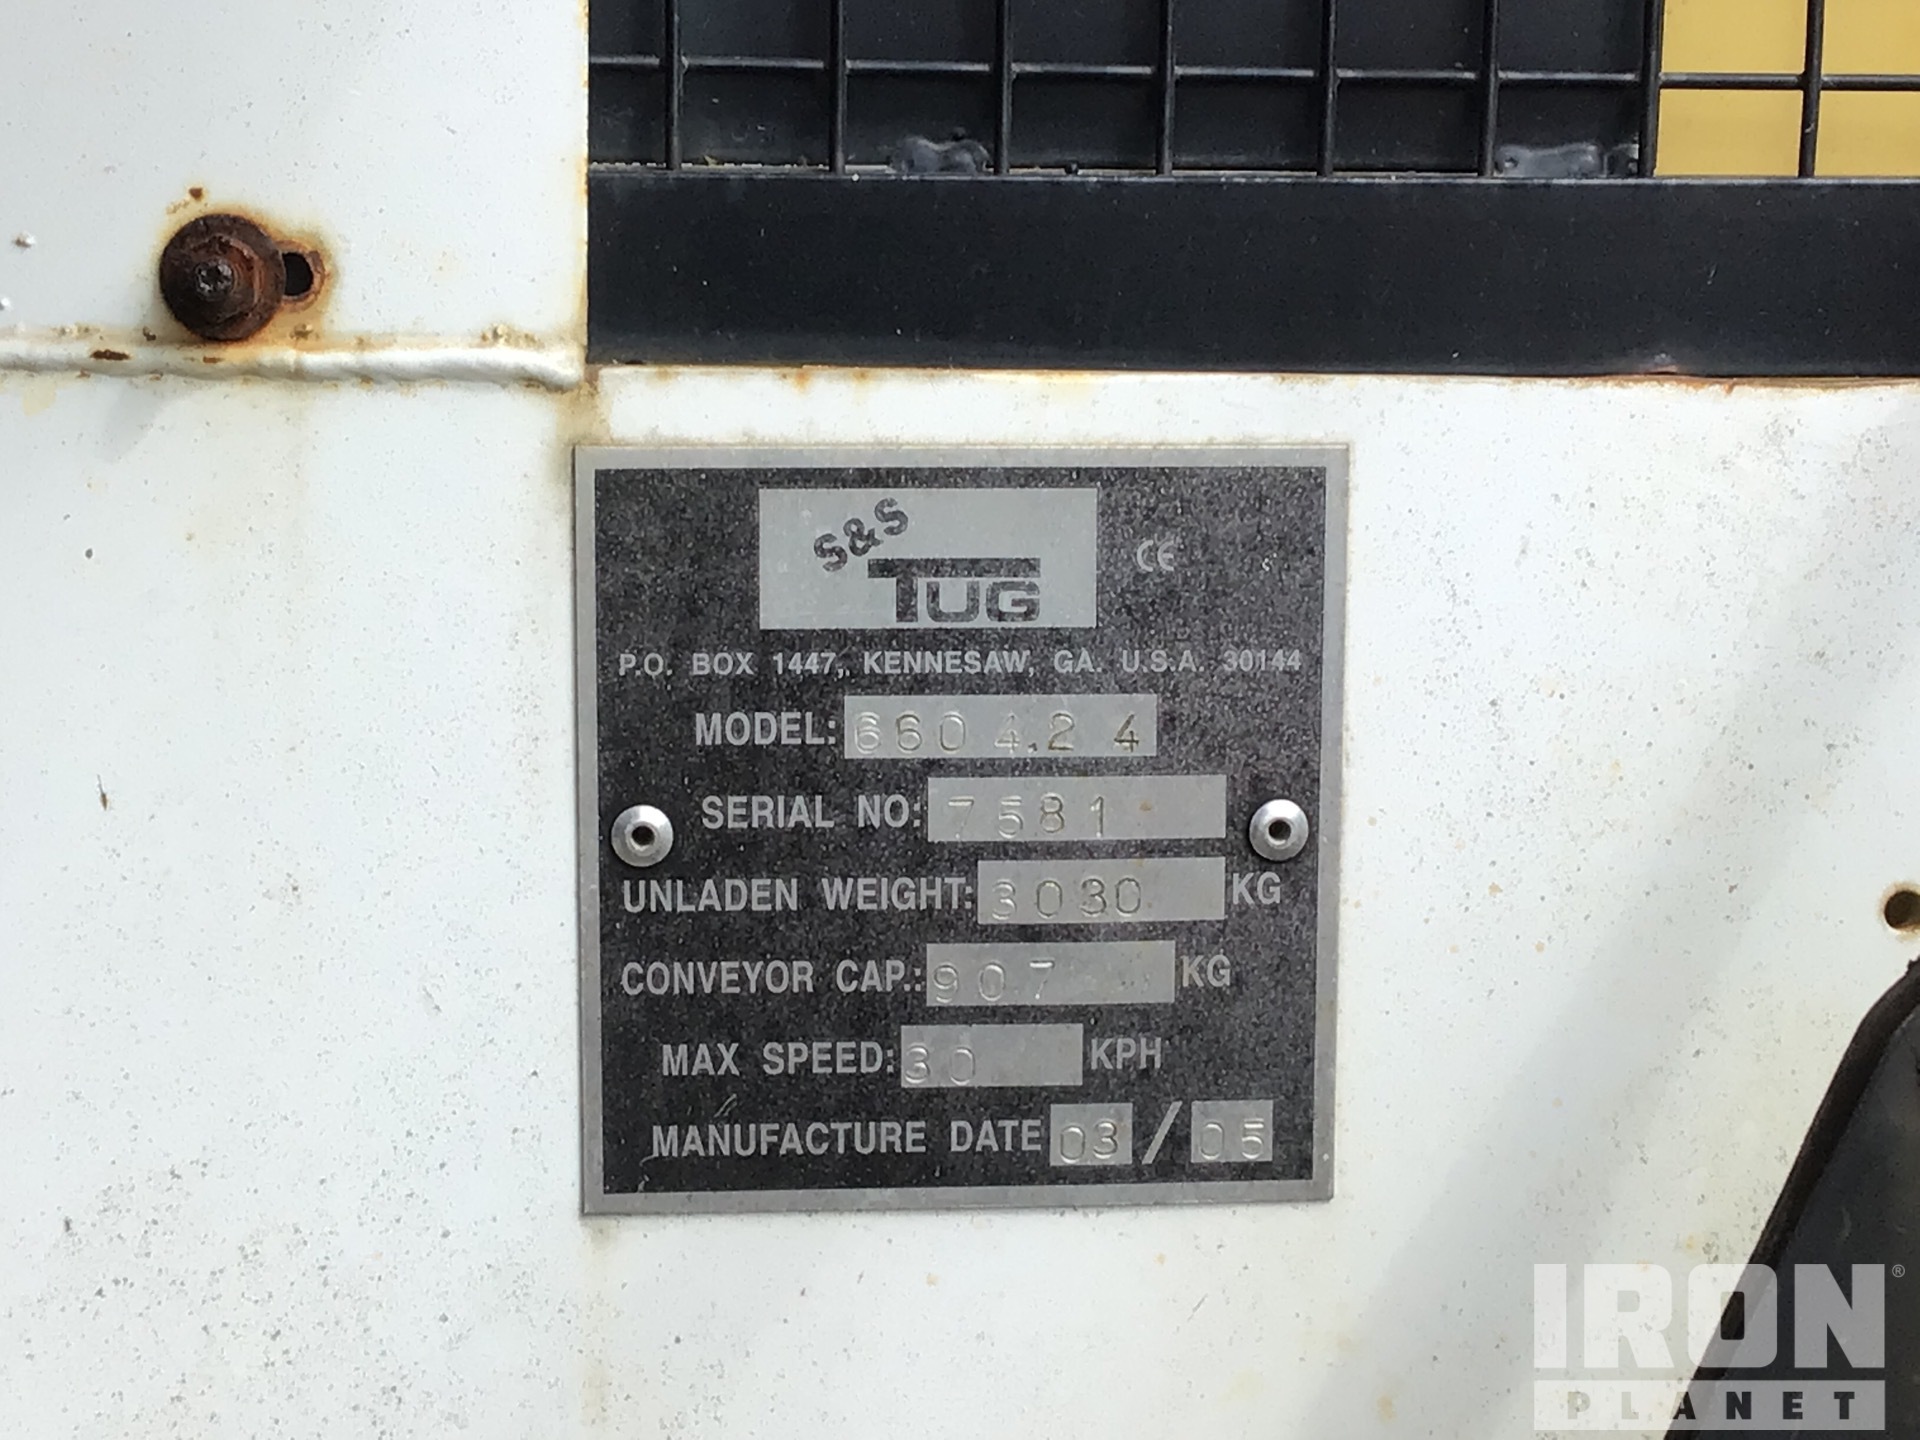 S&S
TUG
CE
P.O. BOX 1447, KENNESAW, GA. U.S.A. 30144
MODEL: 660 4.2 4
SERIAL NO: 7581
UNLADEN WEIGHT: 3030 KG
CONVEYOR CAP.: 907 KG
MAX SPEED: 30 KPH
MANUFACTURE DATE 03 / 05
IRON®
PLANET